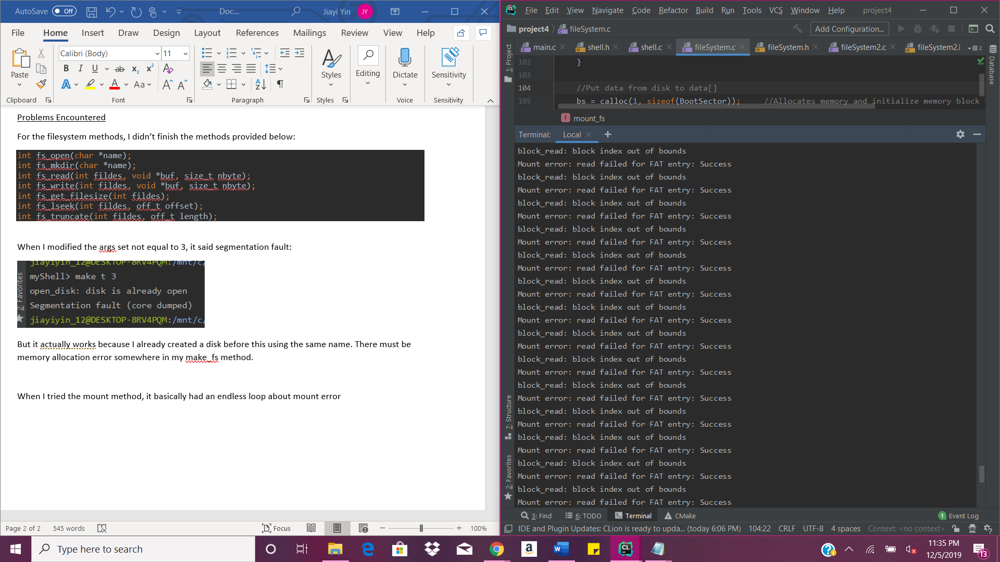 AutoSave Off Doc... Jiayi Yin JY
File Home Insert Draw Design Layout References Mailings Review View Help
Calibri (Body) 11
Paste Styles Editing Dictate Sensitivity
Clipboard Font Paragraph Styles Voice Sensitivity
Problems Encountered
For the filesystem methods, I didn’t finish the methods provided below:
int fs_open(char *name);
int fs_mkdir(char *name);
int fs_read(int fildes, void *buf, size_t nbyte);
int fs_write(int fildes, void *buf, size_t nbyte);
int fs_get_filesize(int fildes);
int fs_lseek(int fildes, off_t offset);
int fs_truncate(int fildes, off_t length);
When I modified the args set not equal to 3, it said segmentation fault:
jiayiyin_12@DESKTOP-8RV4PQM:/mnt/c/
myShell> make t 3
open_disk: disk is already open
Segmentation fault (core dumped)
jiayiyin_12@DESKTOP-8RV4PQM:/mnt/c/
2: Favorites
But it actually works because I already created a disk before this using the same name. There must be
memory allocation error somewhere in my make_fs method.
When I tried the mount method, it basically had an endless loop about mount error
Page 2 of 2 545 words Focus 100%
File Edit View Navigate Code Refactor Build Run Tools VCS Window Help project4
project4 fileSystem.c Add Configuration...
main.c shell.h shell.c fileSystem.c fileSystem.h fileSystem2.c fileSystem2.
1: Project
Database
102 }
103
104 //Put data from disk to data[]
105 bs = calloc(1, sizeof(BootSector)); //Allocates memory and initialize memory block
f mount_fs
Terminal: Local
block_read: block index out of bounds
Mount error: read failed for FAT entry: Success
block_read: block index out of bounds
Mount error: read failed for FAT entry: Success
block_read: block index out of bounds
Mount error: read failed for FAT entry: Success
block_read: block index out of bounds
Mount error: read failed for FAT entry: Success
block_read: block index out of bounds
Mount error: read failed for FAT entry: Success
block_read: block index out of bounds
Mount error: read failed for FAT entry: Success
block_read: block index out of bounds
Mount error: read failed for FAT entry: Success
block_read: block index out of bounds
Mount error: read failed for FAT entry: Success
block_read: block index out of bounds
Mount error: read failed for FAT entry: Success
block_read: block index out of bounds
Mount error: read failed for FAT entry: Success
block_read: block index out of bounds
Mount error: read failed for FAT entry: Success
block_read: block index out of bounds
Mount error: read failed for FAT entry: Success
block_read: block index out of bounds
Mount error: read failed for FAT entry: Success
block_read: block index out of bounds
Mount error: read failed for FAT entry: Success
7: Structure
2: Favorites
3: Find 6: TODO Terminal CMake 1 Event Log
IDE and Plugin Updates: CLion is ready to upda... (today 6:06 PM) 104:22 CRLF UTF-8 4 spaces Context: <no context>
Type here to search
11:35 PM
12/5/2019
13